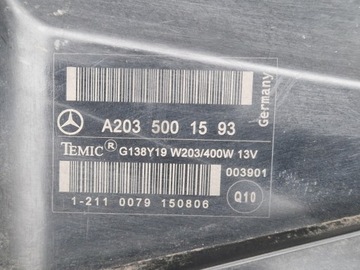 A203 500 15 93
Germany
TEMIC® G138Y19 W203/400W 13V
003901
1-211 0079 150806
Q10